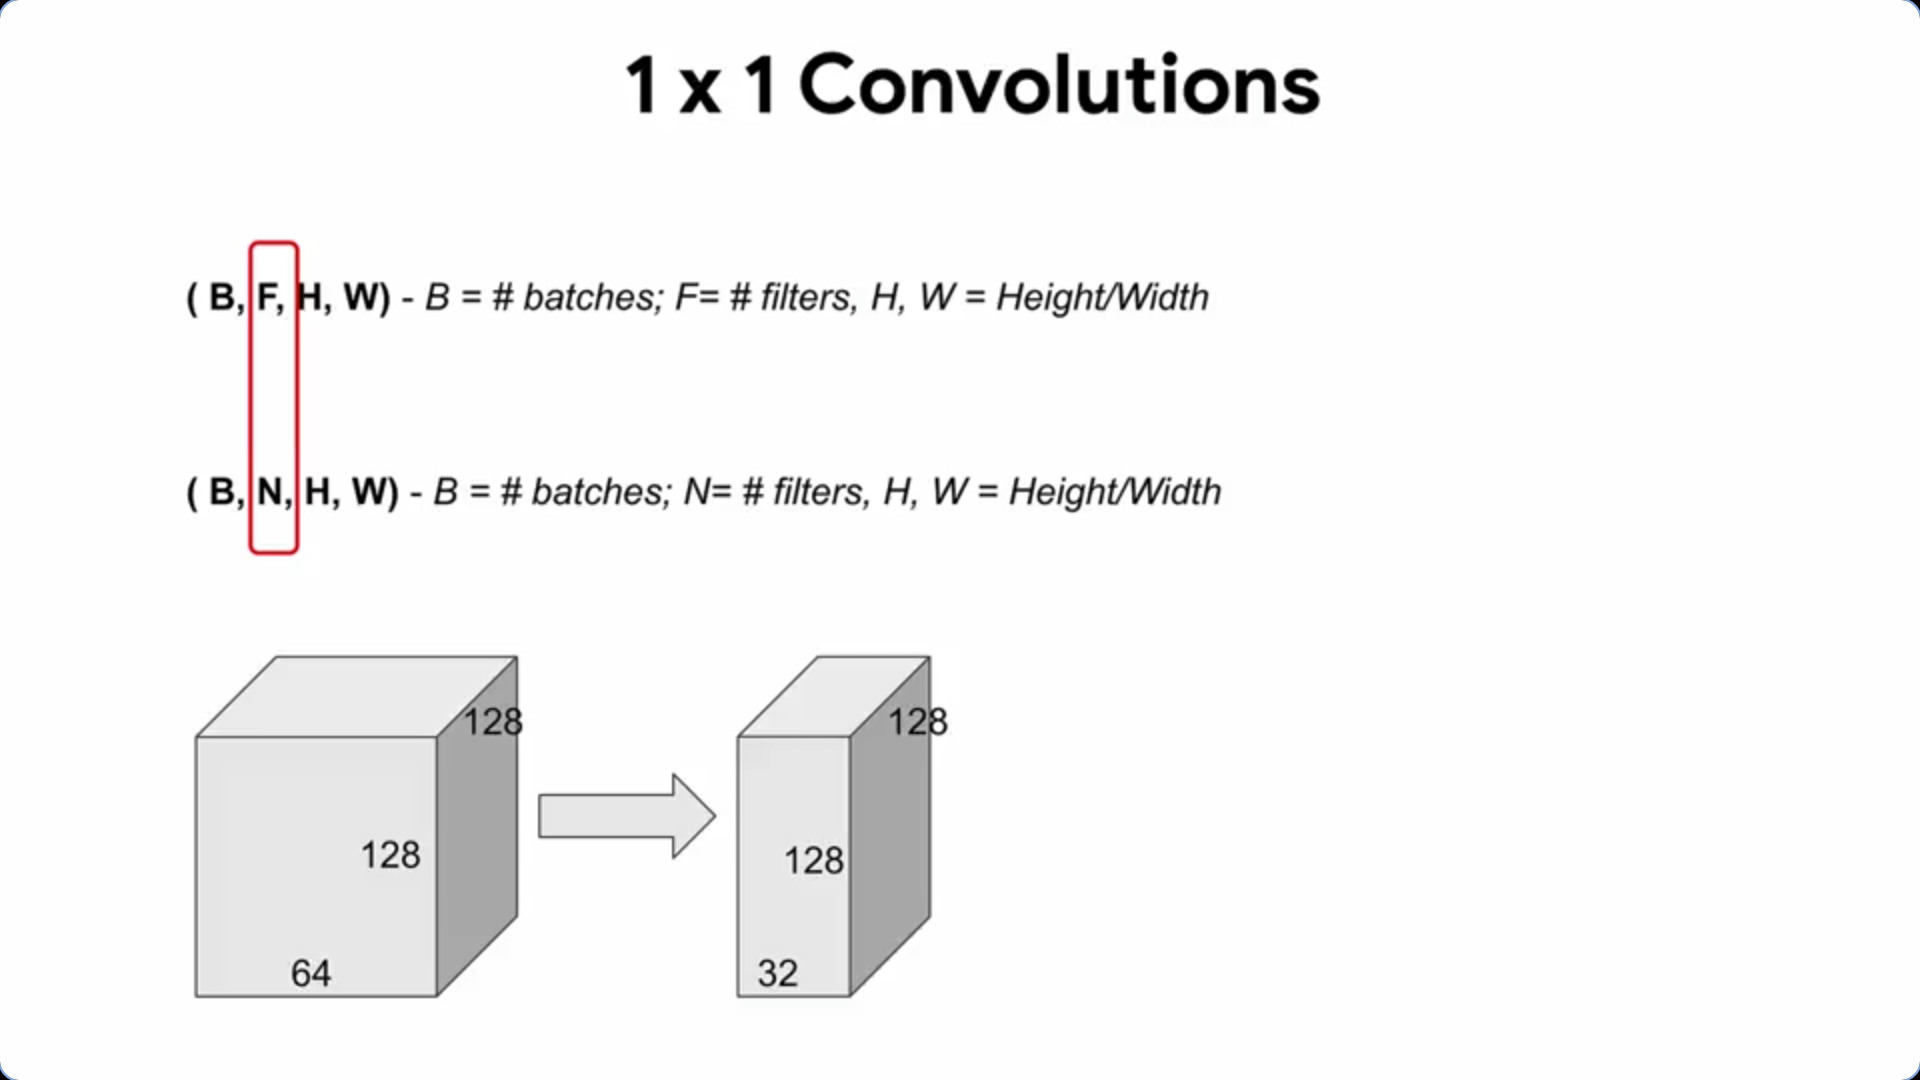 1 x 1 Convolutions
( B, F, H, W) - B = # batches; F= # filters, H, W = Height/Width
( B, N, H, W) - B = # batches; N= # filters, H, W = Height/Width
128
128
128
128
64
32